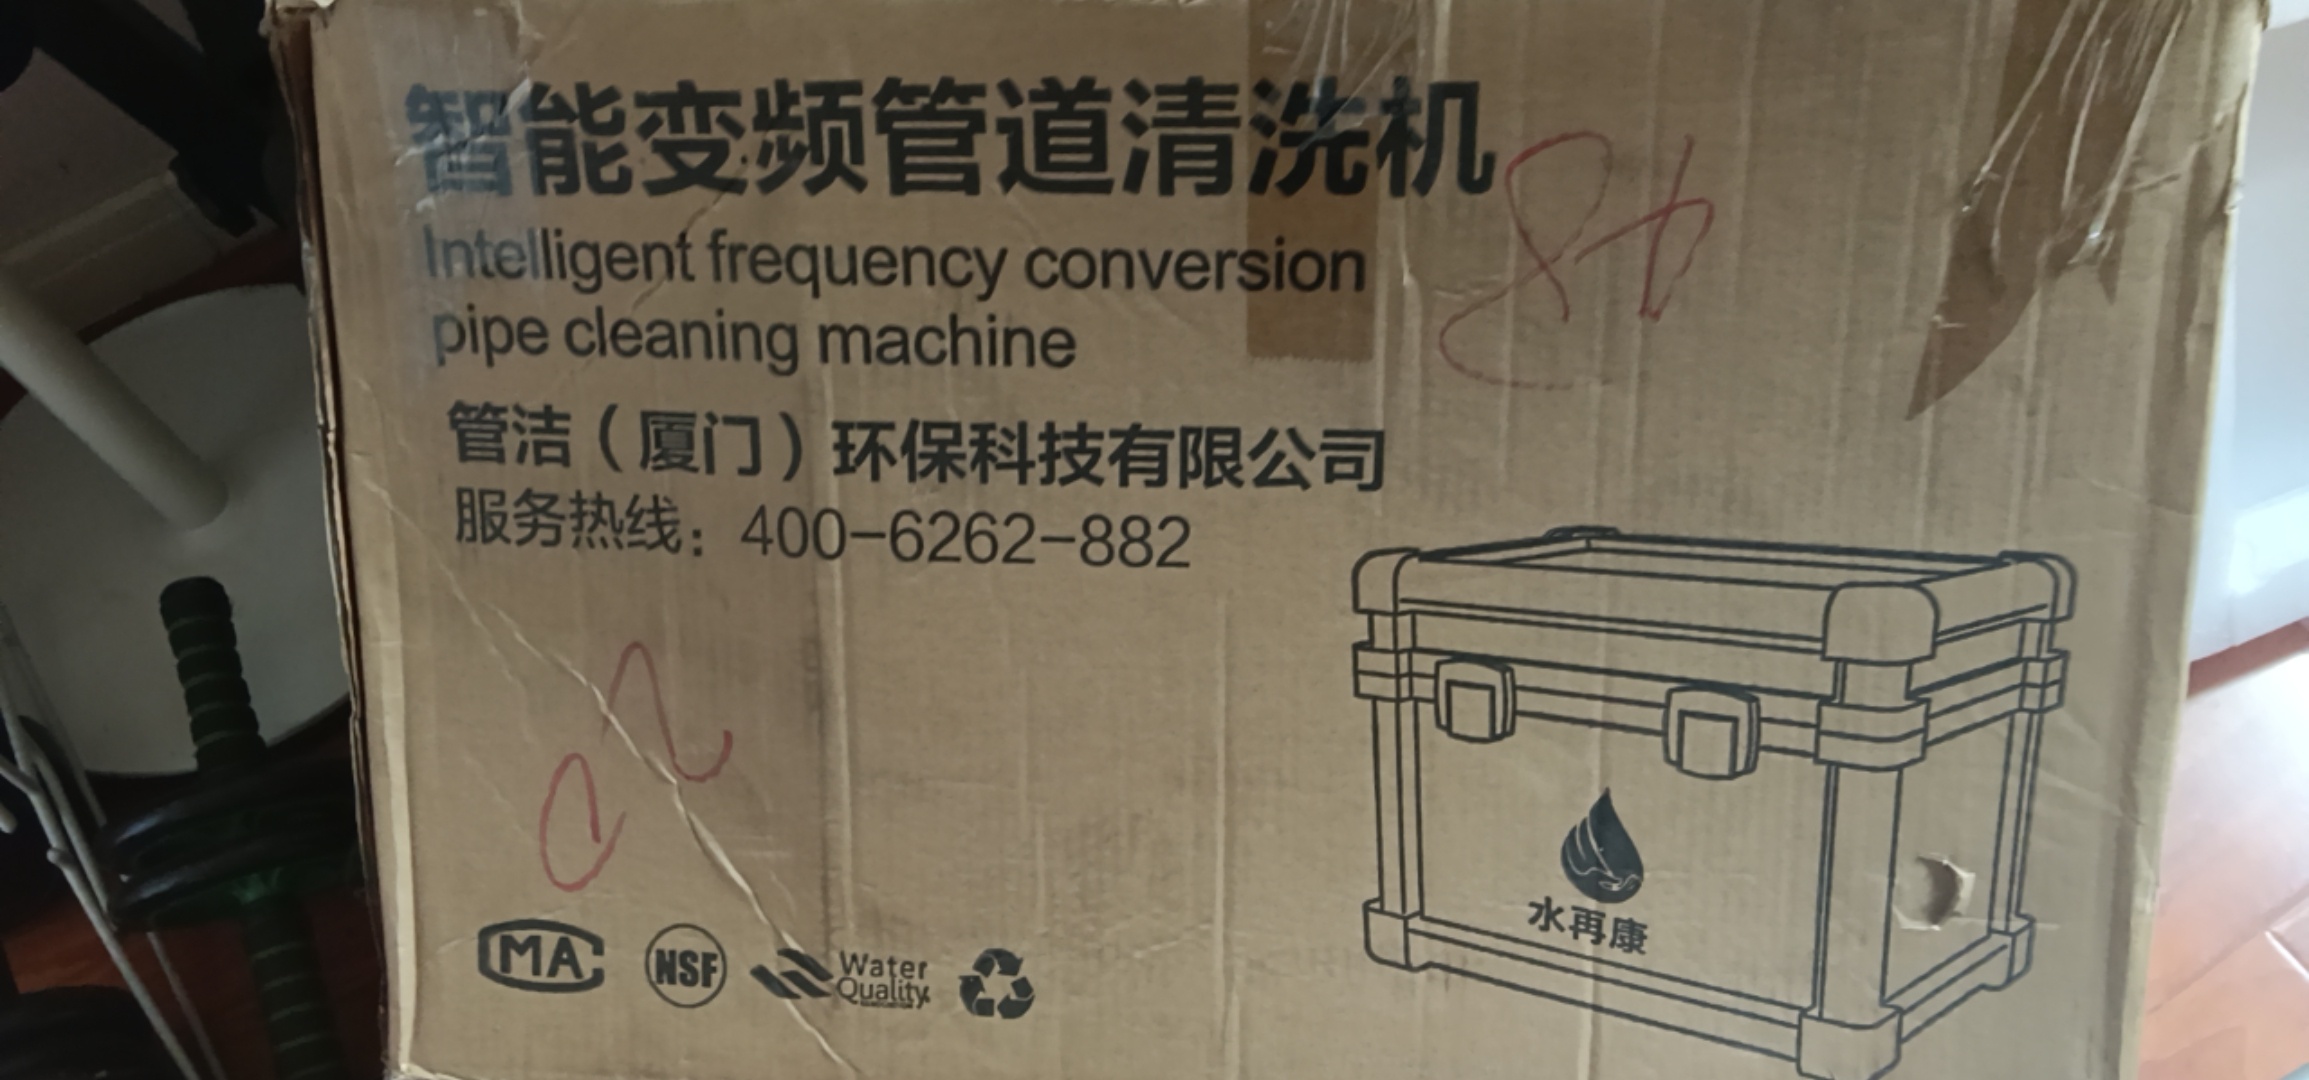 智能变频管道清洗机
Intelligent frequency conversion
pipe cleaning machine
管洁（厦门）环保科技有限公司
服务热线：400-6262-882
水再康
MA
NSF
Water
Quality